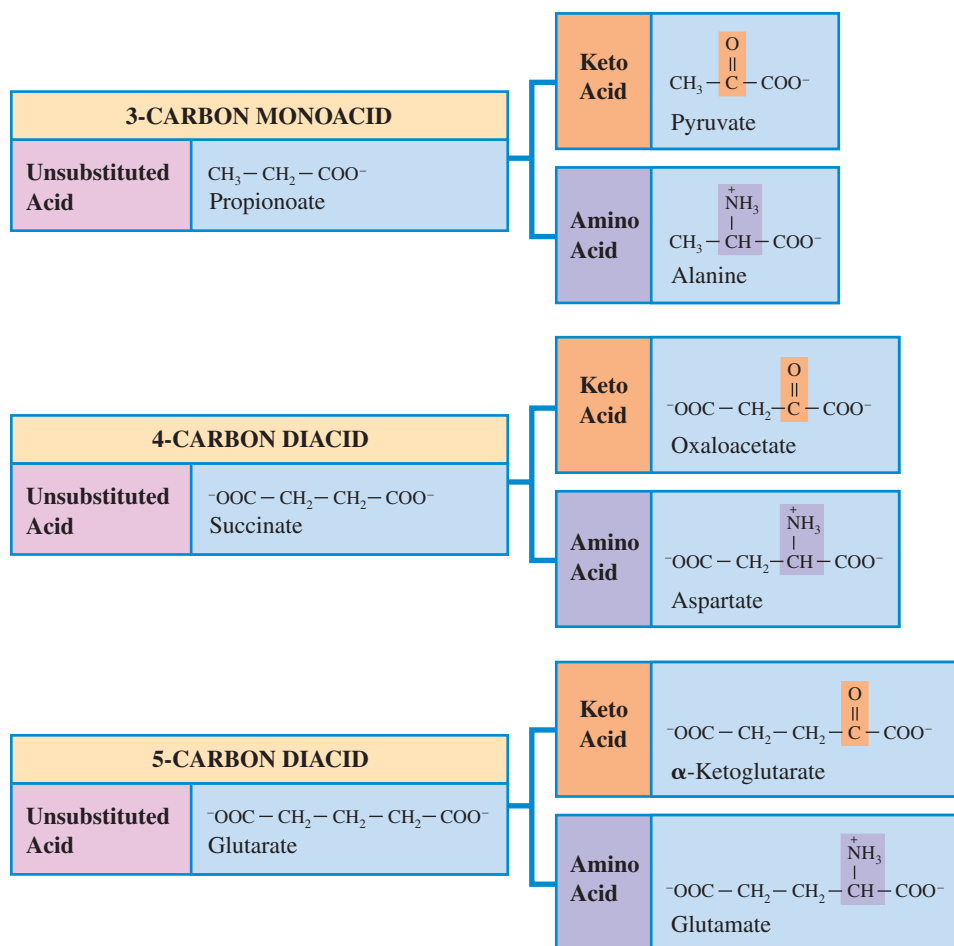 3-CARBON MONOACID
Unsubstituted
Acid
CH₃ — CH₂ — COO⁻
Propionoate
Keto
Acid
O
||
CH₃ — C — COO⁻
Pyruvate
Amino
Acid
+
NH₃
|
CH₃ — CH — COO⁻
Alanine
4-CARBON DIACID
Unsubstituted
Acid
⁻OOC — CH₂ — CH₂ — COO⁻
Succinate
Keto
Acid
O
||
⁻OOC — CH₂ — C — COO⁻
Oxaloacetate
Amino
Acid
+
NH₃
|
⁻OOC — CH₂ — CH — COO⁻
Aspartate
5-CARBON DIACID
Unsubstituted
Acid
⁻OOC — CH₂ — CH₂ — CH₂ — COO⁻
Glutarate
Keto
Acid
O
||
⁻OOC — CH₂ — CH₂ — C — COO⁻
α-Ketoglutarate
Amino
Acid
+
NH₃
|
⁻OOC — CH₂ — CH₂ — CH — COO⁻
Glutamate